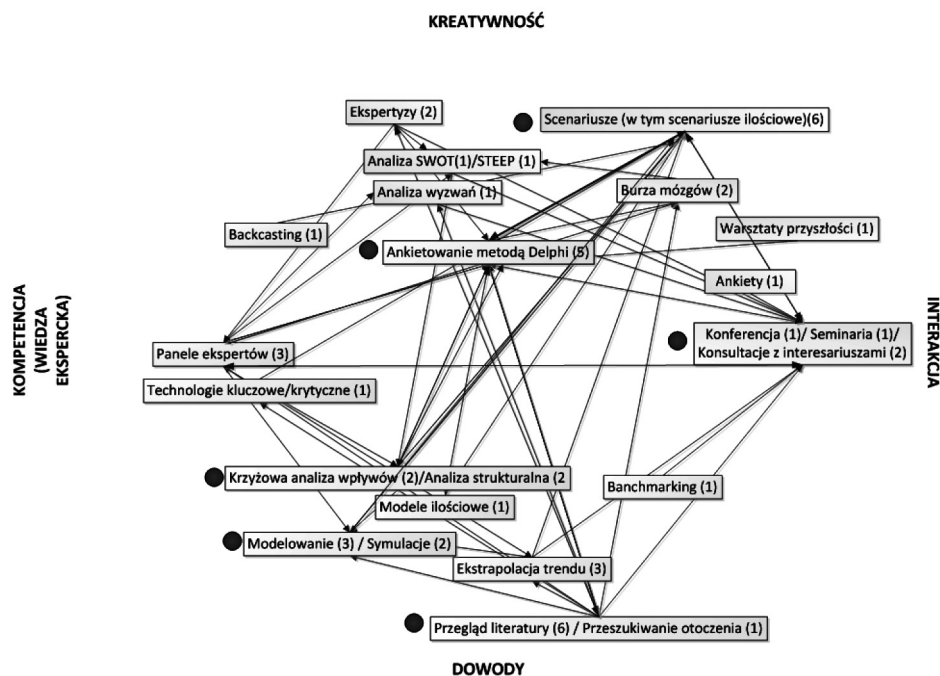 KREATYWNOŚĆ
Ekspertyzy (2)
Scenariusze (w tym scenariusze ilościowe)(6)
Analiza SWOT(1)/STEEP (1)
Analiza wyzwań (1)
Burza mózgów (2)
Backcasting (1)
Warsztaty przyszłości (1)
Ankietowanie metodą Delphi (5)
Ankiety (1)
KOMPETENCJA
(WIEDZA
EKSPERCKA)
INTERAKCJA
Konferencja (1)/ Seminaria (1)/
Konsultacje z interesariuszami (2)
Panele ekspertów (3)
Technologie kluczowe/krytyczne (1)
Krzyżowa analiza wpływów (2)/Analiza strukturalna (2
Banchmarking (1)
Modele ilościowe (1)
Modelowanie (3) / Symulacje (2)
Ekstrapolacja trendu (3)
Przegląd literatury (6) / Przeszukiwanie otoczenia (1)
DOWODY